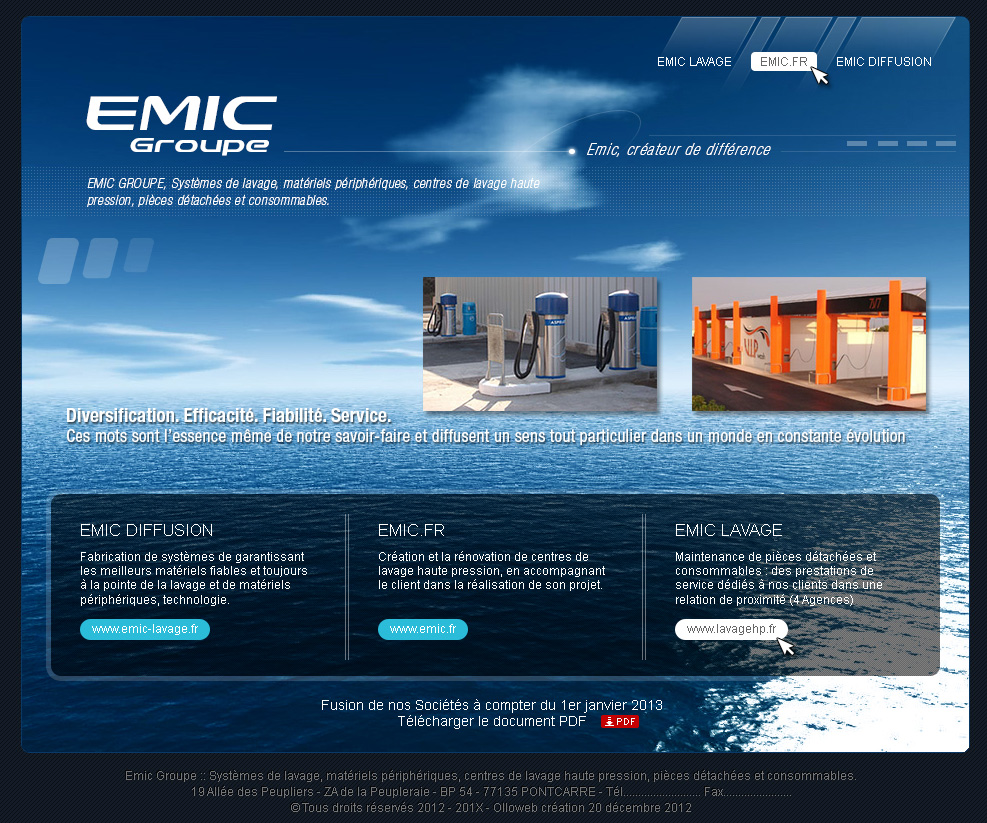 EMIC LAVAGE EMIC.FR EMIC DIFFUSION
EMIC
Groupe
Emic, créateur de différence
EMIC GROUPE, Systèmes de lavage, matériels périphériques, centres de lavage haute
pression, pièces détachées et consommables.
7/7
V.I.P
Diversification. Efficacité. Fiabilité. Service.
Ces mots sont l'essence même de notre savoir-faire et diffusent un sens tout particulier dans un monde en constante évolution
EMIC DIFFUSION
Fabrication de systèmes de garantissant
les meilleurs matériels fiables et toujours
à la pointe de la lavage et de matériels
périphériques, technologie.
www.emic-lavage.fr
EMIC.FR
Création et la rénovation de centres de
lavage haute pression, en accompagnant
le client dans la réalisation de son projet.
www.emic.fr
EMIC LAVAGE
Maintenance de pièces détachées et
consommables : des prestations de
service dédiés à nos clients dans une
relation de proximité (4 Agences)
www.lavagehp.fr
Fusion de nos Sociétés à compter du 1er janvier 2013
Télécharger le document PDF PDF
Emic Groupe :: Systèmes de lavage, matériels périphériques, centres de lavage haute pression, pièces détachées et consommables.
19 Allée des Peupliers - ZA de la Peupleraie - BP 54 - 77135 PONTCARRE - Tél.......................... Fax.......................
© Tous droits réservés 2012 - 201X - Olloweb création 20 décembre 2012